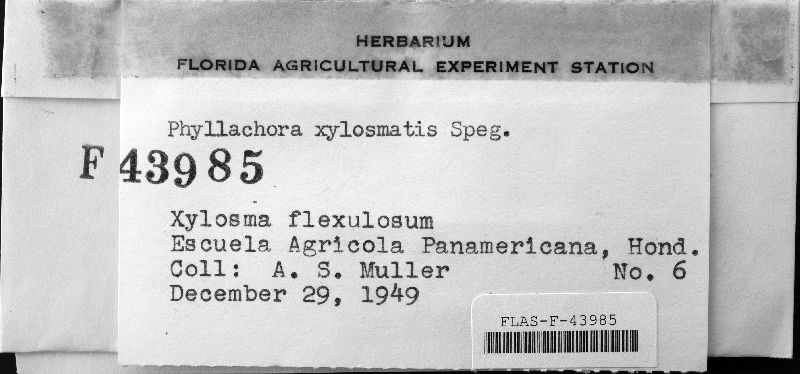 HERBARIUM
FLORIDA AGRICULTURAL EXPERIMENT STATION
Phyllachora xylosmatis Speg.
F 43985
Xylosma flexulosum
Escuela Agricola Panamericana, Hond.
Coll: A. S. Muller No. 6
December 29, 1949
FLAS-F-43985